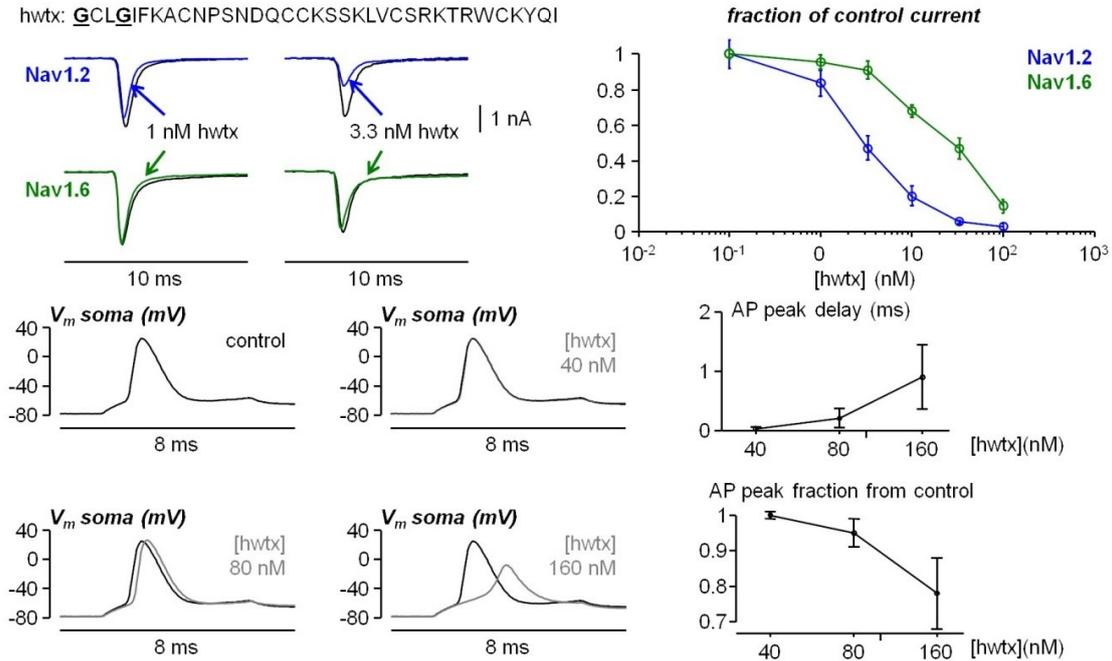 hwtx: GCLGIFKACNPSNDQCCKSSKLVCSRKTRWCKYQI
fraction of control current
Nav1.2
1 nM hwtx
3.3 nM hwtx
1 nA
Nav1.6
10 ms
10 ms
1
0.8
0.6
0.4
0.2
0
Nav1.2
Nav1.6
10-2
10-1
0
10
102
103
[hwtx] (nM)
Vm soma (mV)
control
40
0
-40
-80
8 ms
Vm soma (mV)
[hwtx]
40 nM
40
0
-40
-80
8 ms
AP peak delay (ms)
2
1
0
40
80
160
[hwtx](nM)
Vm soma (mV)
[hwtx]
80 nM
40
0
-40
-80
8 ms
Vm soma (mV)
[hwtx]
160 nM
40
0
-40
-80
8 ms
AP peak fraction from control
1
0.9
0.8
0.7
40
80
160
[hwtx](nM)